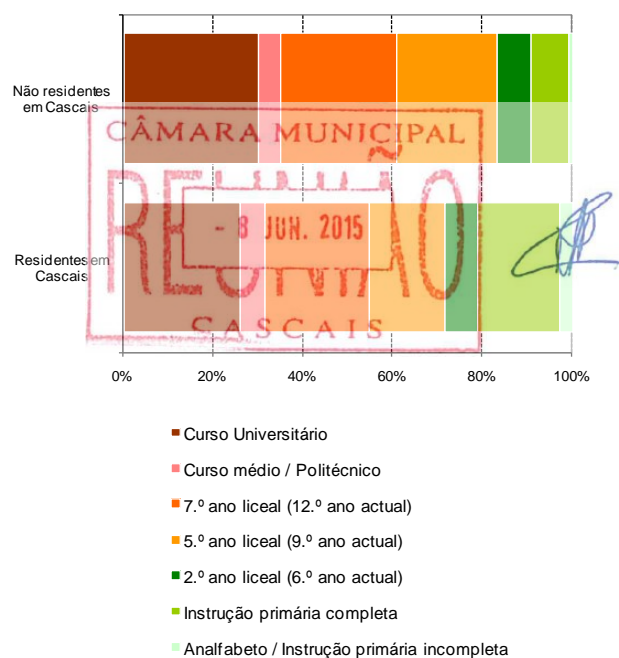 Não residentes
em Cascais
CÂMARA MUNICIPAL
REUNIÃO
- 8 JUN. 2015
Residentes em
Cascais
CASCAIS
0% 20% 40% 60% 80% 100%
Curso Universitário
Curso médio / Politécnico
7.º ano liceal (12.º ano actual)
5.º ano liceal (9.º ano actual)
2.º ano liceal (6.º ano actual)
Instrução primária completa
Analfabeto / Instrução primária incompleta